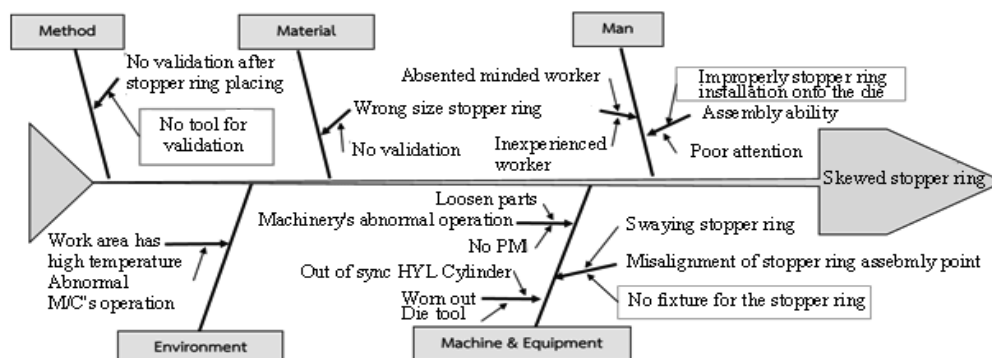 Method
Material
Man
No validation after
stopper ring placing
No tool for
validation
Wrong size stopper ring
No validation
Absented minded worker
Inexperienced
worker
Improperly stopper ring
installation onto the die
Assembly ability
Poor attention
Skewed stopper ring
Work area has
high temperature
Abnormal
M/C's operation
Loosen parts
Machinery's abnormal operation
No PMI
Out of sync HYL Cylinder
Worn out
Die tool
Swaying stopper ring
Misalignment of stopper ring assebmly point
No fixture for the stopper ring
Environment
Machine & Equipment